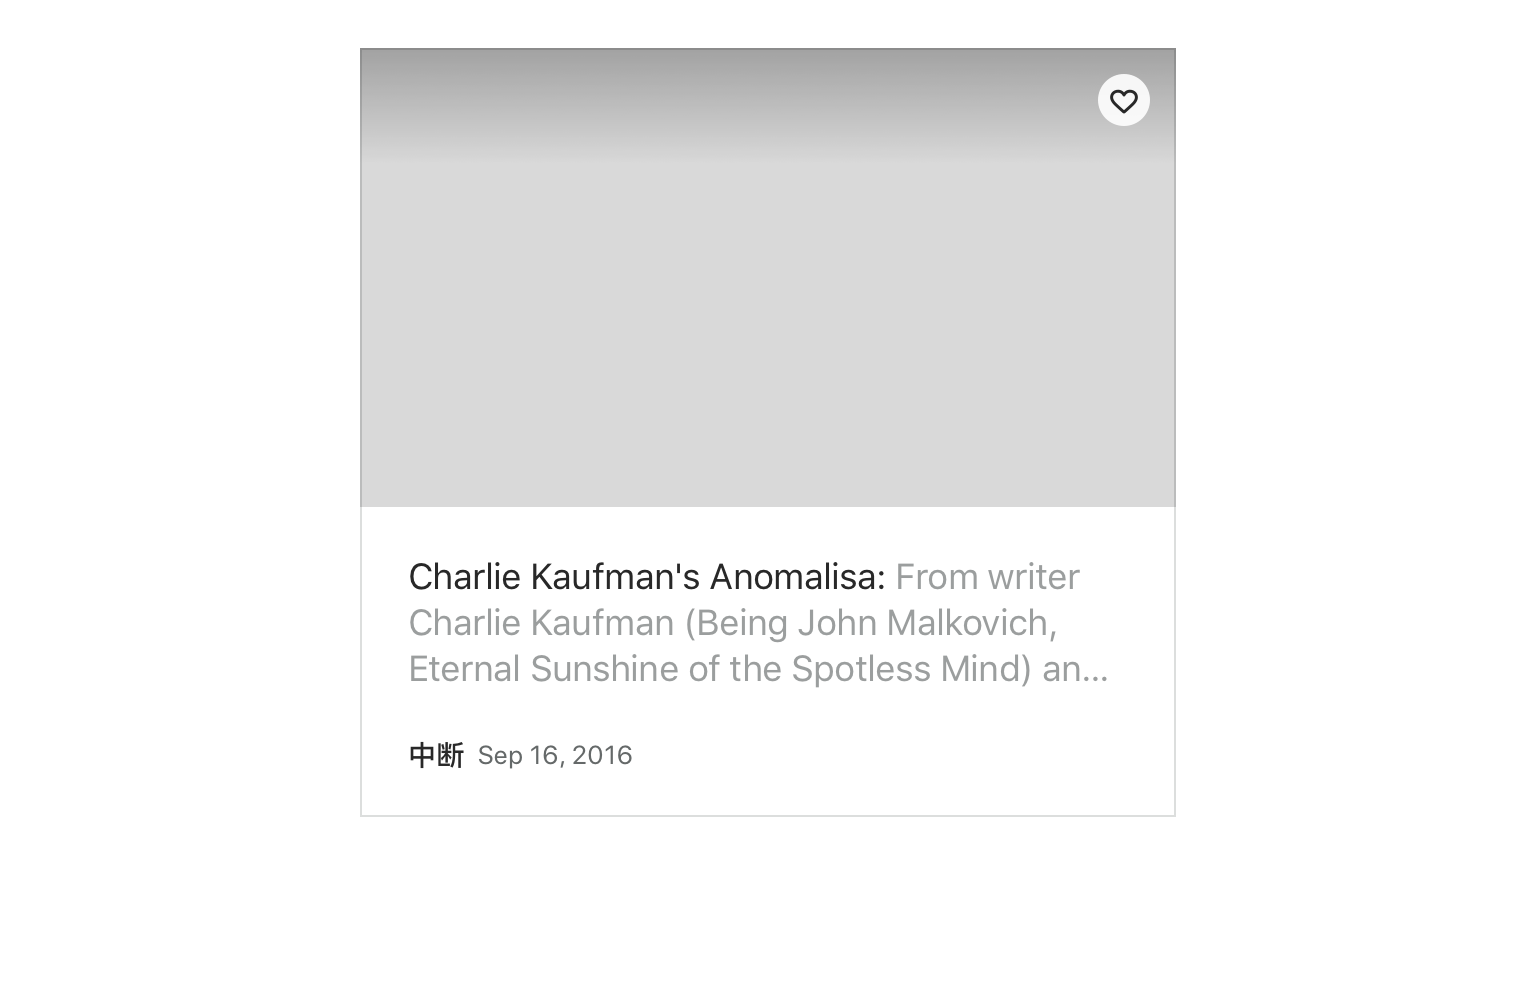 Charlie Kaufman's Anomalisa: From writer
Charlie Kaufman (Being John Malkovich,
Eternal Sunshine of the Spotless Mind) an...
中断 Sep 16, 2016